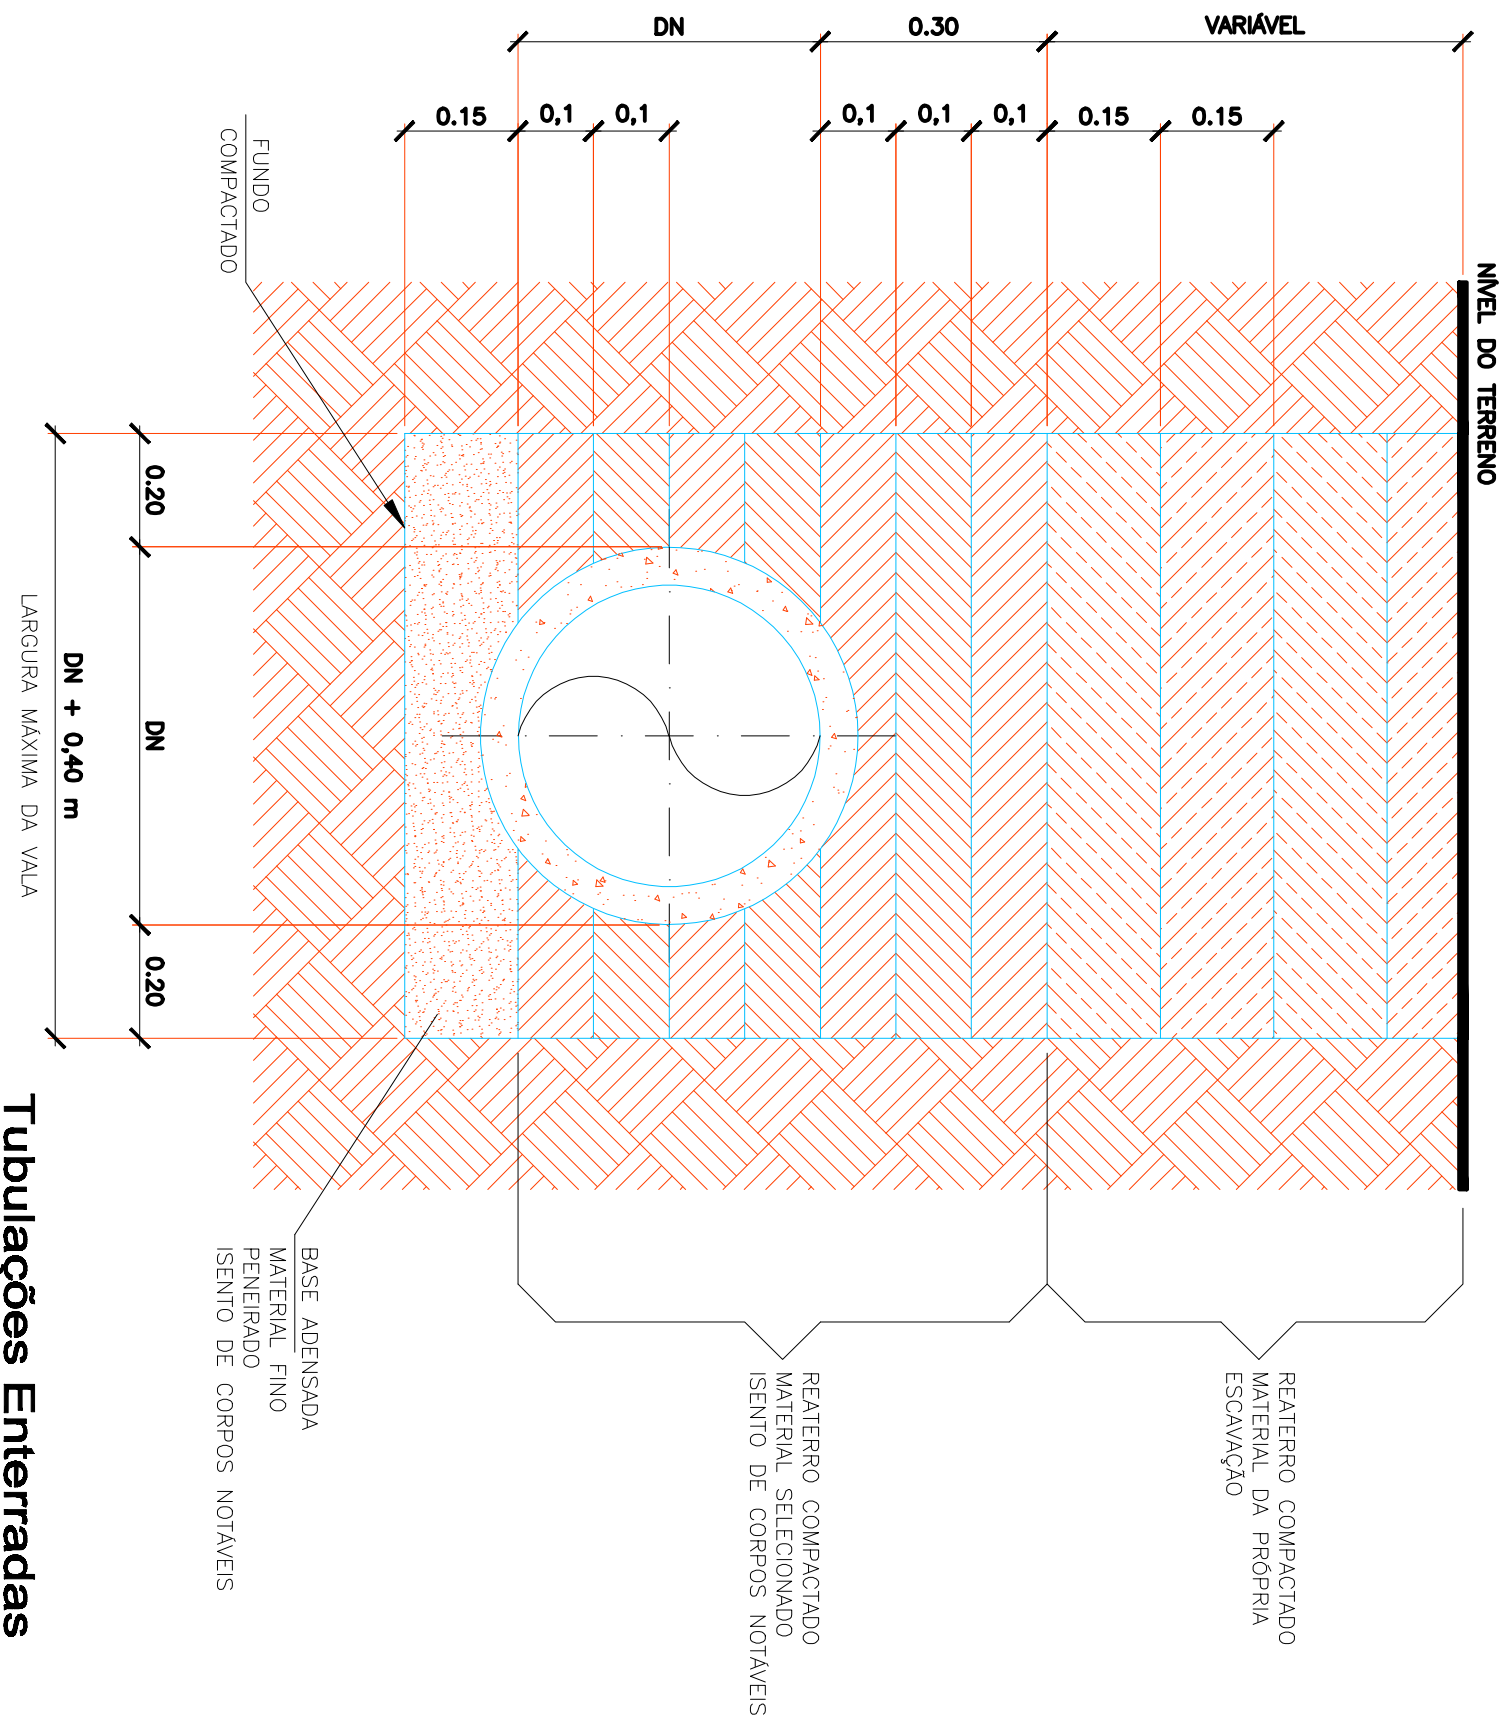 NÍVEL DO TERRENO
VARIÁVEL
0.30
DN
0.15
0.15
0,1
0,1
0,1
0,1
0,1
0.15
REATERRO COMPACTADO
MATERIAL DA PRÓPRIA
ESCAVAÇÃO
REATERRO COMPACTADO
MATERIAL SELECIONADO
ISENTO DE CORPOS NOTÁVEIS
FUNDO
COMPACTADO
BASE ADENSADA
MATERIAL FINO
PENEIRADO
ISENTO DE CORPOS NOTÁVEIS
0.20
DN
0.20
DN + 0,40 m
LARGURA MÁXIMA DA VALA
Tubulações Enterradas